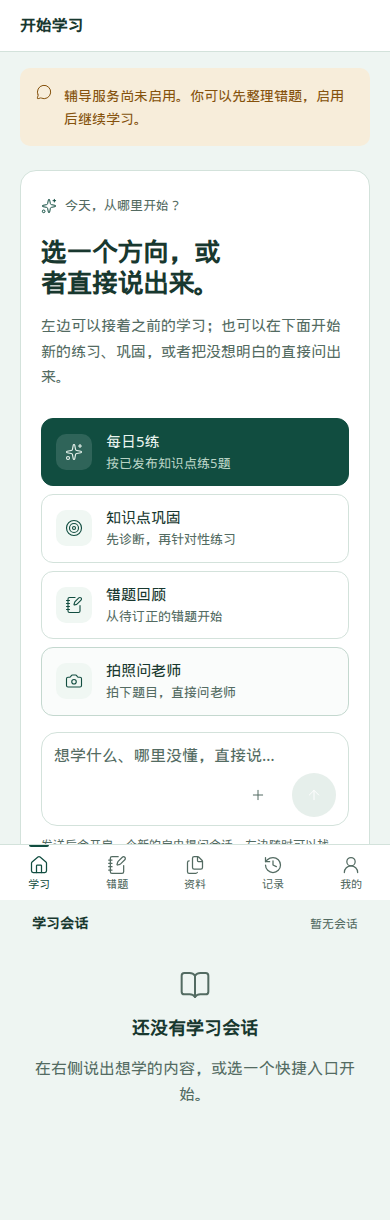 开始学习
辅导服务尚未启用。你可以先整理错题，启用
后继续学习。
今天，从哪里开始？
选一个方向，或
者直接说出来。
左边可以接着之前的学习；也可以在下面开始
新的练习、巩固，或者把没想明白的直接问出
来。
每日5练
按已发布知识点练5题
知识点巩固
先诊断，再针对性练习
错题回顾
从待订正的错题开始
拍照问老师
拍下题目，直接问老师
想学什么、哪里没懂，直接说...
学习
错题
资料
记录
我的
学习会话
暂无会话
还没有学习会话
在右侧说出想学的内容，或选一个快捷入口开
始。